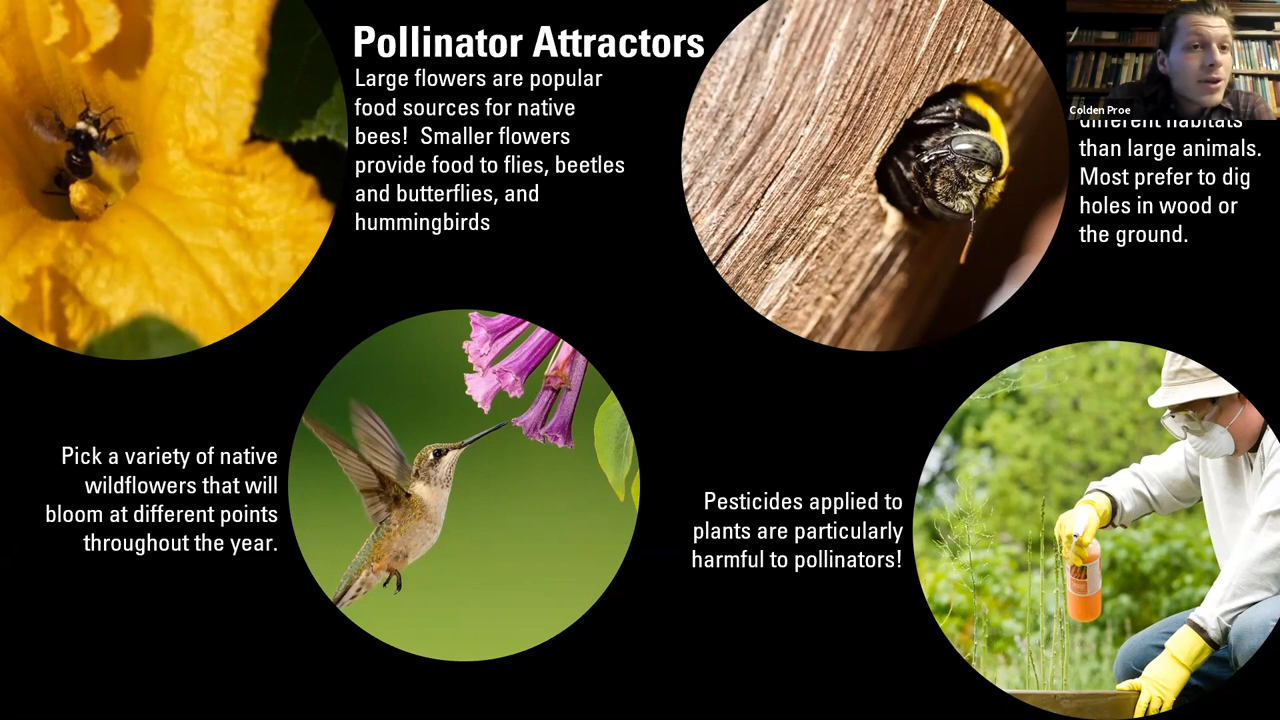 Pollinator Attractors
Large flowers are popular
food sources for native
bees!  Smaller flowers
provide food to flies, beetles
and butterflies, and
hummingbirds
Colden Proe
different habitats
than large animals.
Most prefer to dig
holes in wood or
the ground.
Pick a variety of native
wildflowers that will
bloom at different points
throughout the year.
Pesticides applied to
plants are particularly
harmful to pollinators!